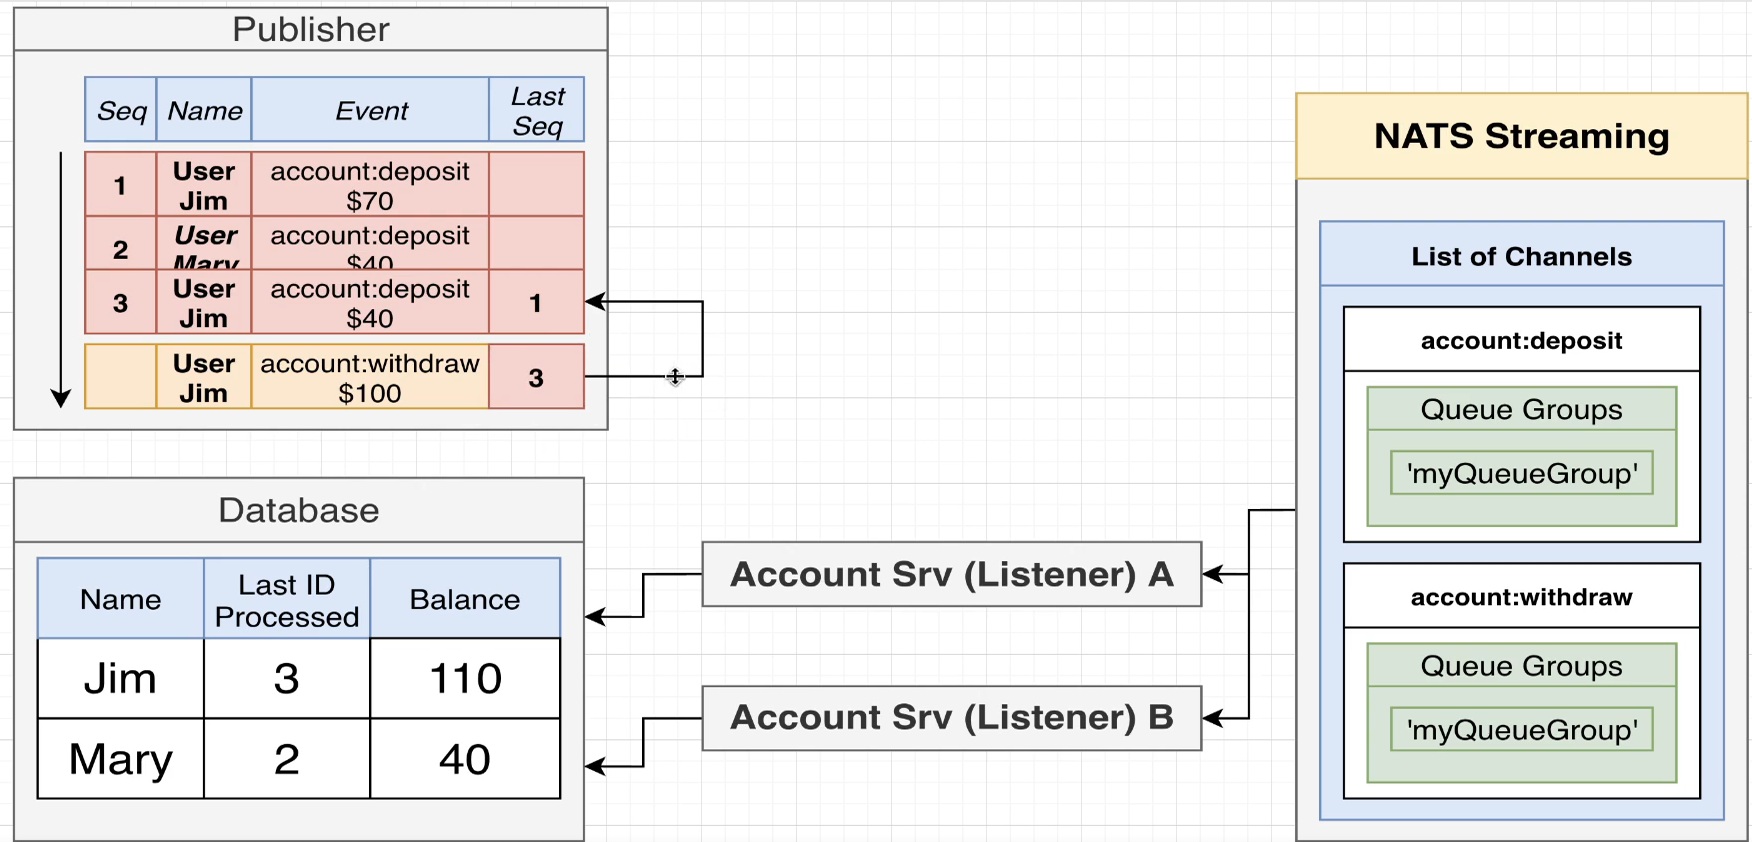 Publisher
Seq Name Event Last
Seq
1 User account:deposit
Jim $70
2 User account:deposit
Mary $40
3 User account:deposit 1
Jim $40
User account:withdraw 3
Jim $100
NATS Streaming
List of Channels
account:deposit
Queue Groups
'myQueueGroup'
account:withdraw
Queue Groups
'myQueueGroup'
Account Srv (Listener) A
Account Srv (Listener) B
Database
Name Last ID Balance
Processed
Jim 3 110
Mary 2 40